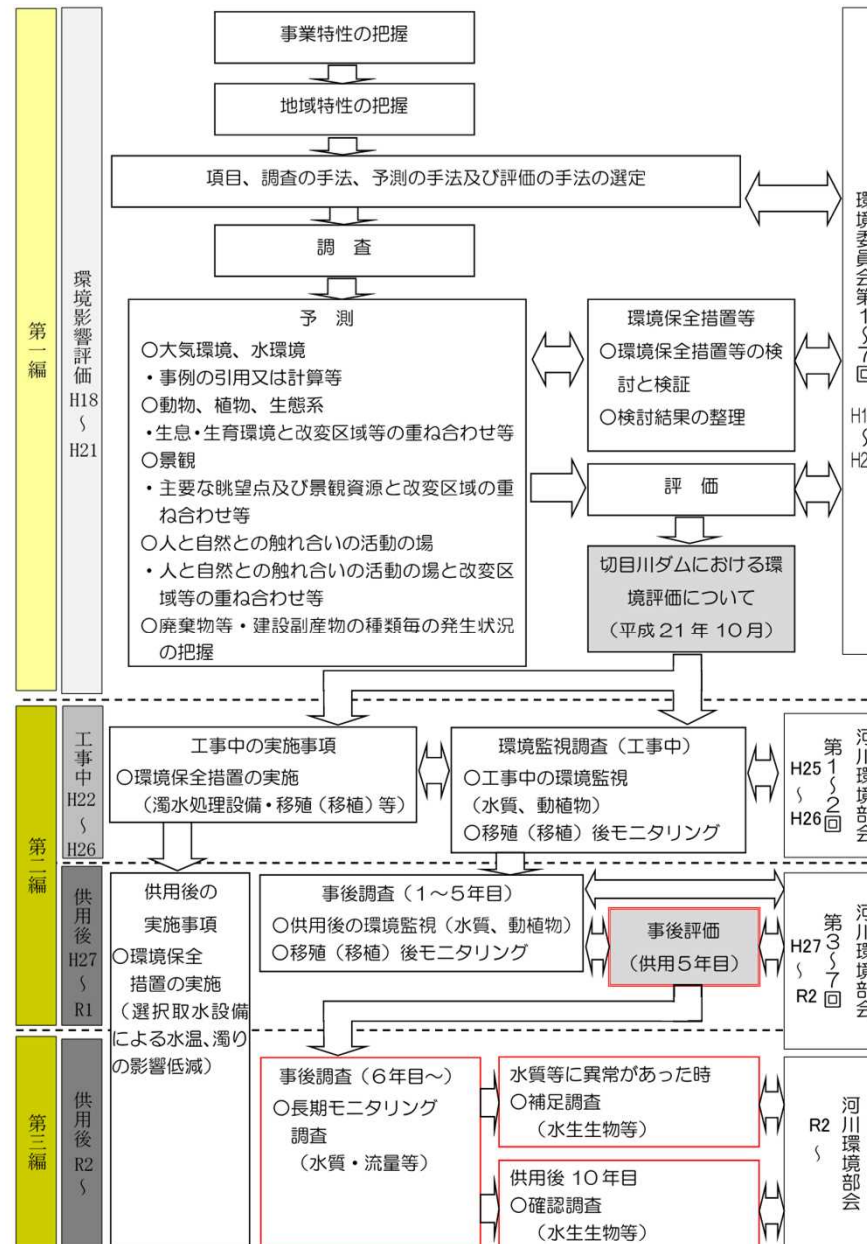 第一編
環境影響評価
H18
~
H21
事業特性の把握
地域特性の把握
項目、調査の手法、予測の手法及び評価の手法の選定
調　査
予　測
〇大気環境、水環境
・事例の引用又は計算等
〇動物、植物、生態系
・生息・生育環境と改変区域等の重ね合わせ等
〇景観
・主要な眺望点及び景観資源と改変区域の重
ね合わせ等
〇人と自然との触れ合いの活動の場
・人と自然との触れ合いの活動の場と改変区
域等の重ね合わせ等
〇廃棄物等・建設副産物の種類毎の発生状況
の把握
環境保全措置等
〇環境保全措置等の検
討と検証
〇検討結果の整理
評　価
切目川ダムにおける環
境評価について
（平成21年10月）
環境委員会第1~7回
第二編
工事中
H22
~
H26
工事中の実施事項
〇環境保全措置の実施
（濁水処理設備・移殖（移植）等）
環境監視調査（工事中）
〇工事中の環境監視
（水質、動植物）
〇移殖（移植）後モニタリング
河川環境部会
第1~2回
H25
~
H26
供用後
H27
~
R1
供用後の
実施事項
〇環境保全
措置の実施
（選択取水設備
による水温、濁り
の影響低減）
事後調査（1~5年目）
〇供用後の環境監視（水質、動植物）
〇移殖（移植）後モニタリング
事後評価
（供用5年目）
河川環境部会
第3~7回
H27
~
R2
第三編
供用後
R2
~
事後調査（6年目~）
〇長期モニタリング
調査
（水質・流量等）
水質等に異常があった時
〇補足調査
（水生生物等）
供用後10年目
〇確認調査
（水生生物等）
河川環境部会
R2
~